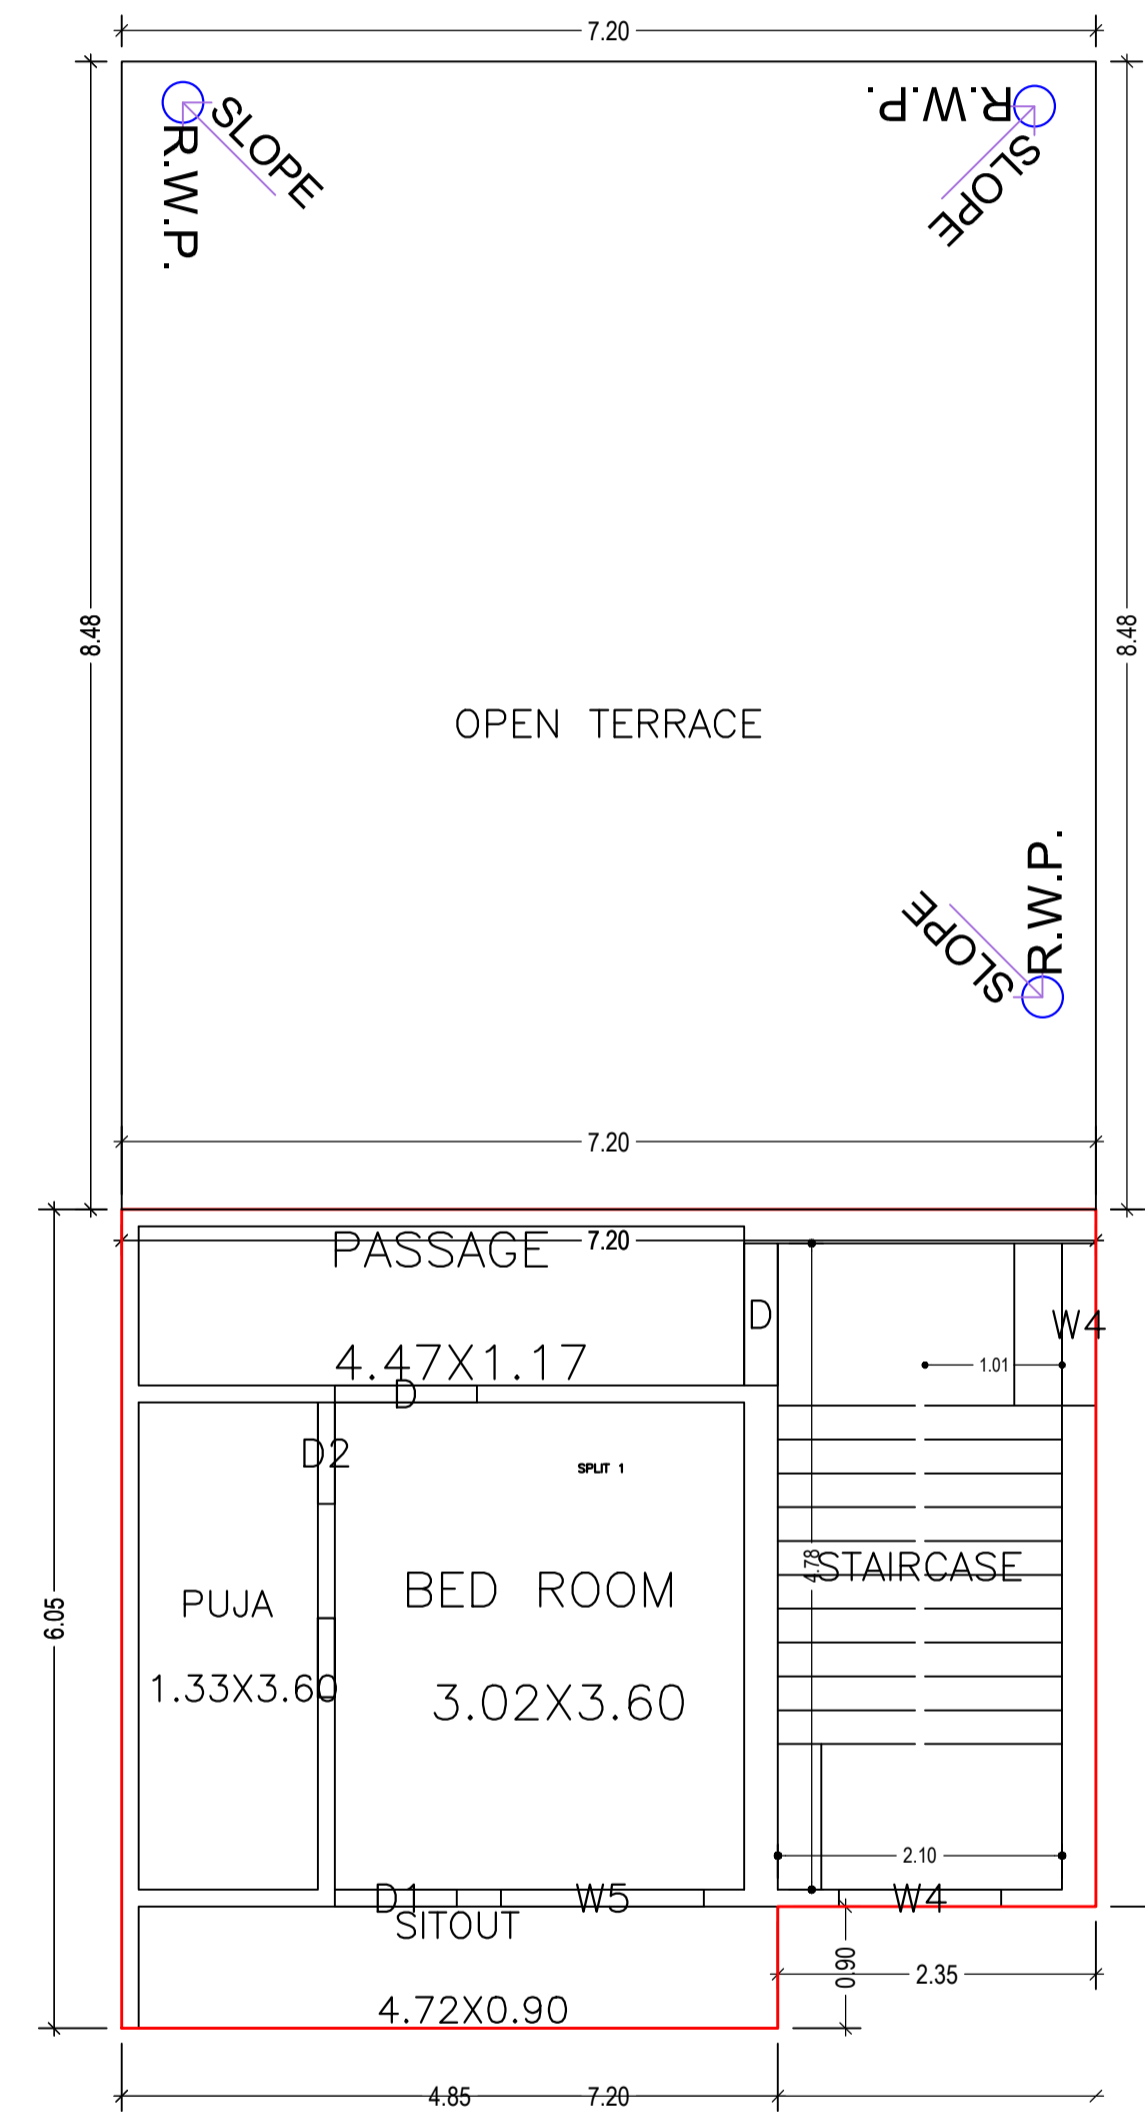 7.20
R.W.P.
SLOPE
R.W.P.
SLOPE
8.48
8.48
OPEN TERRACE
R.W.P.
SLOPE
7.20
PASSAGE
7.20
D
W4
4.47X1.17
1.01
D
D2
SPLIT 1
4.78
STAIRCASE
BED ROOM
PUJA
6.05
1.33X3.60
3.02X3.60
2.10
D1
W5
W4
SITOUT
0.90
2.35
4.72X0.90
4.85
7.20